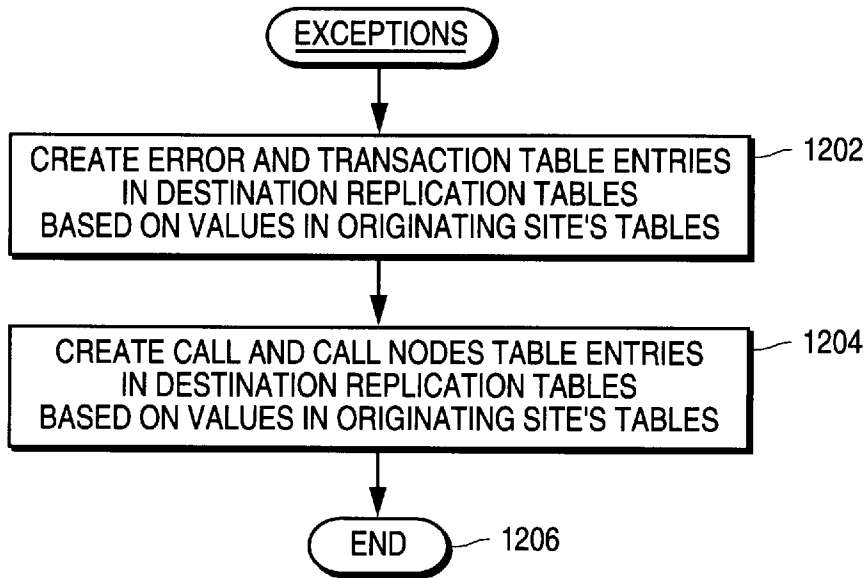 EXCEPTIONS
CREATE ERROR AND TRANSACTION TABLE ENTRIES
IN DESTINATION REPLICATION TABLES
BASED ON VALUES IN ORIGINATING SITE'S TABLES
1202
CREATE CALL AND CALL NODES TABLE ENTRIES
IN DESTINATION REPLICATION TABLES
BASED ON VALUES IN ORIGINATING SITE'S TABLES
1204
END
1206